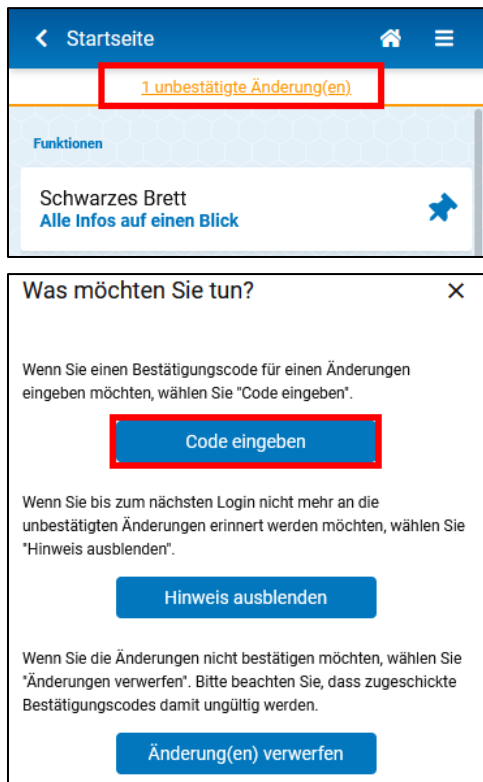 Startseite
1 unbestätigte Änderung(en)
Funktionen
Schwarzes Brett
Alle Infos auf einen Blick
Was möchten Sie tun?
Wenn Sie einen Bestätigungscode für einen Änderungen
eingeben möchten, wählen Sie "Code eingeben".
Code eingeben
Wenn Sie bis zum nächsten Login nicht mehr an die
unbestätigten Änderungen erinnert werden möchten, wählen Sie
"Hinweis ausblenden".
Hinweis ausblenden
Wenn Sie die Änderungen nicht bestätigen möchten, wählen Sie
"Änderungen verwerfen". Bitte beachten Sie, dass zugeschickte
Bestätigungscodes damit ungültig werden.
Änderung(en) verwerfen